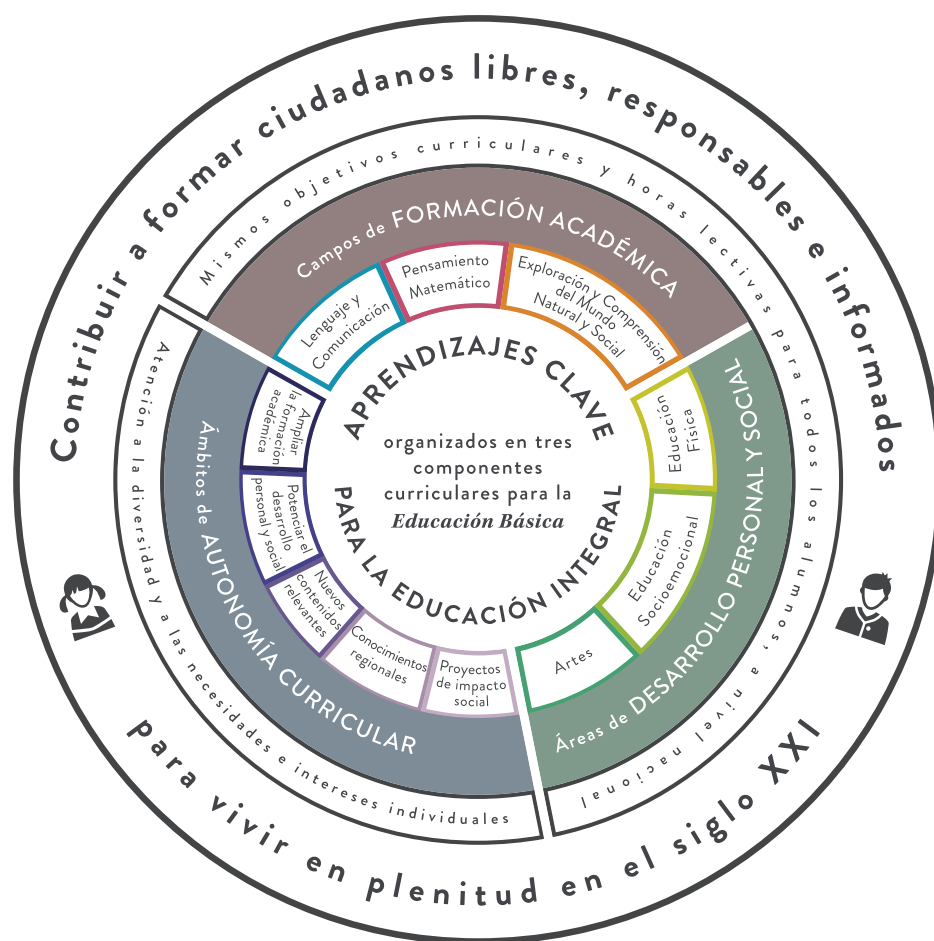 Contribuir a formar ciudadanos libres, responsables e informados
para vivir en plenitud en el siglo XXI
Mismos objetivos curriculares y horas lectivas para todos los alumnos, a nivel nacional
Atención a la diversidad y a las necesidades e intereses individuales
Campos de FORMACIÓN ACADÉMICA
Lenguaje y
Comunicación
Pensamiento
Matemático
Exploración y Comprensión
del Mundo
Natural y Social
Áreas de DESARROLLO PERSONAL Y SOCIAL
Educación
Física
Educación
Socioemocional
Artes
Ámbitos de AUTONOMÍA CURRICULAR
Ampliar
la formación
académica
Potenciar el
desarrollo
personal y social
Nuevos
contenidos
relevantes
Conocimientos
regionales
Proyectos
de impacto
social
APRENDIZAJES CLAVE
PARA LA EDUCACIÓN INTEGRAL
organizados en tres
componentes
curriculares para la
Educación Básica